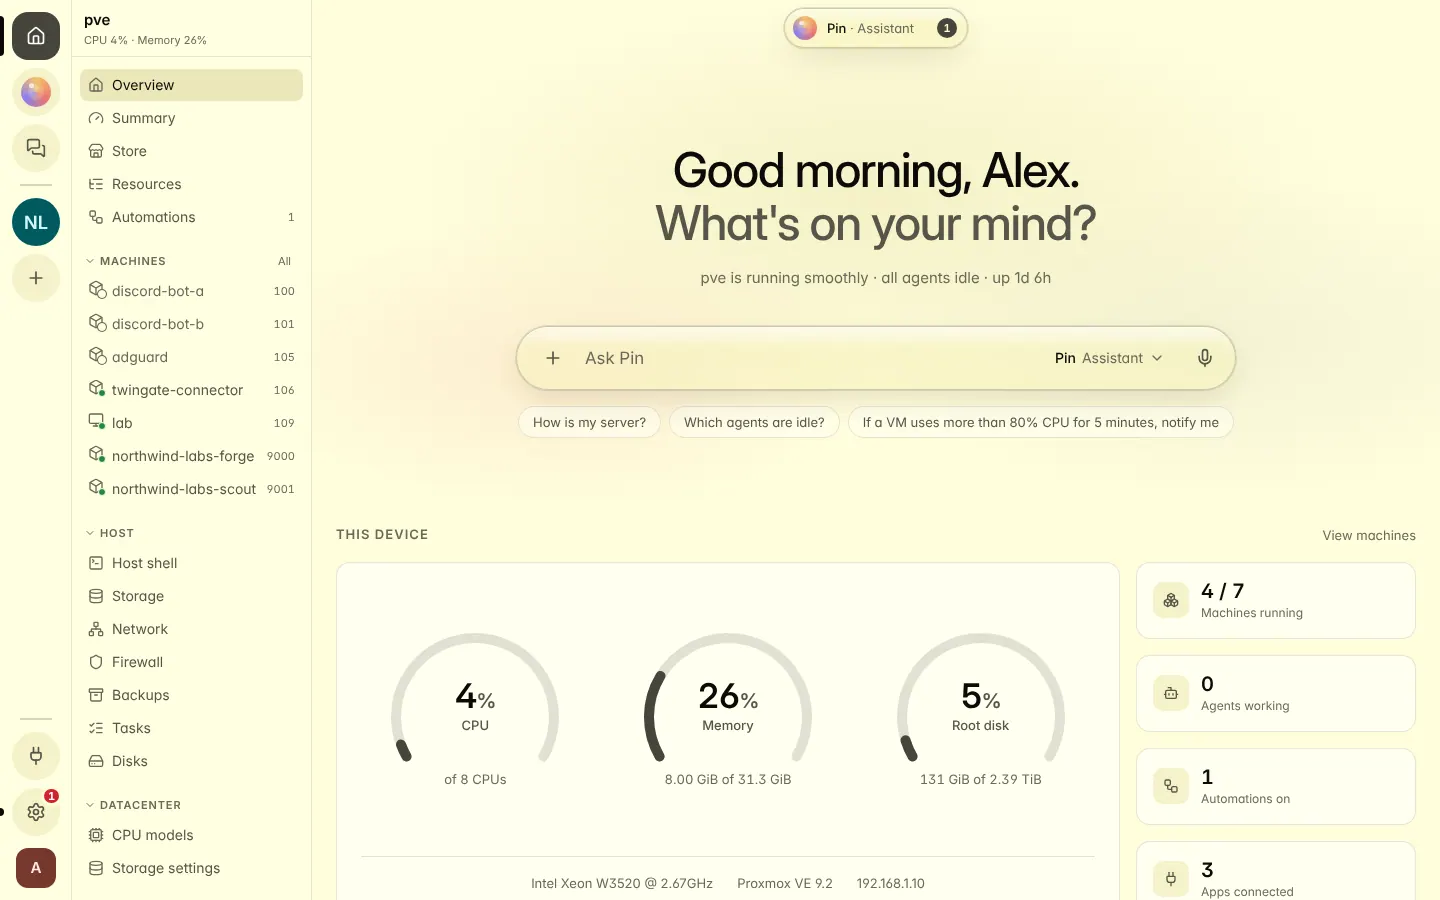 pve
CPU 4% · Memory 26%
Overview
Summary
Store
Resources
Automations 1
MACHINES All
discord-bot-a 100
discord-bot-b 101
adguard 105
twingate-connector 106
lab 109
northwind-labs-forge 9000
northwind-labs-scout 9001
HOST
Host shell
Storage
Network
Firewall
Backups
Tasks
Disks
DATACENTER
CPU models
Storage settings
NL
1
A
Pin · Assistant 1
Good morning, Alex.
What's on your mind?
pve is running smoothly · all agents idle · up 1d 6h
Ask Pin
Pin Assistant
How is my server?
Which agents are idle?
If a VM uses more than 80% CPU for 5 minutes, notify me
THIS DEVICE
View machines
4%
CPU
of 8 CPUs
26%
Memory
8.00 GiB of 31.3 GiB
5%
Root disk
131 GiB of 2.39 TiB
Intel Xeon W3520 @ 2.67GHz Proxmox VE 9.2 192.168.1.10
4 / 7
Machines running
0
Agents working
1
Automations on
3
Apps connected